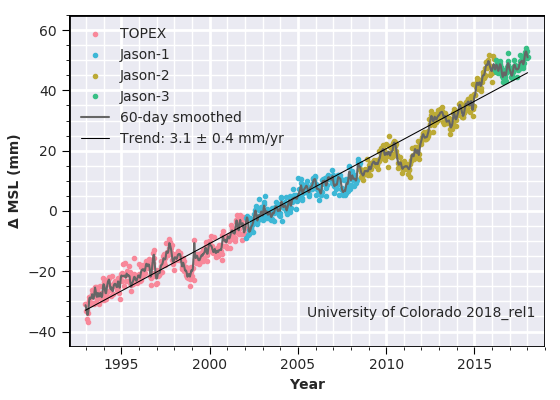 TOPEX
Jason-1
Jason-2
Jason-3
60-day smoothed
Trend: 3.1 ± 0.4 mm/yr
60
40
20
0
−20
−40
Δ MSL (mm)
University of Colorado 2018_rel1
1995 2000 2005 2010 2015
Year